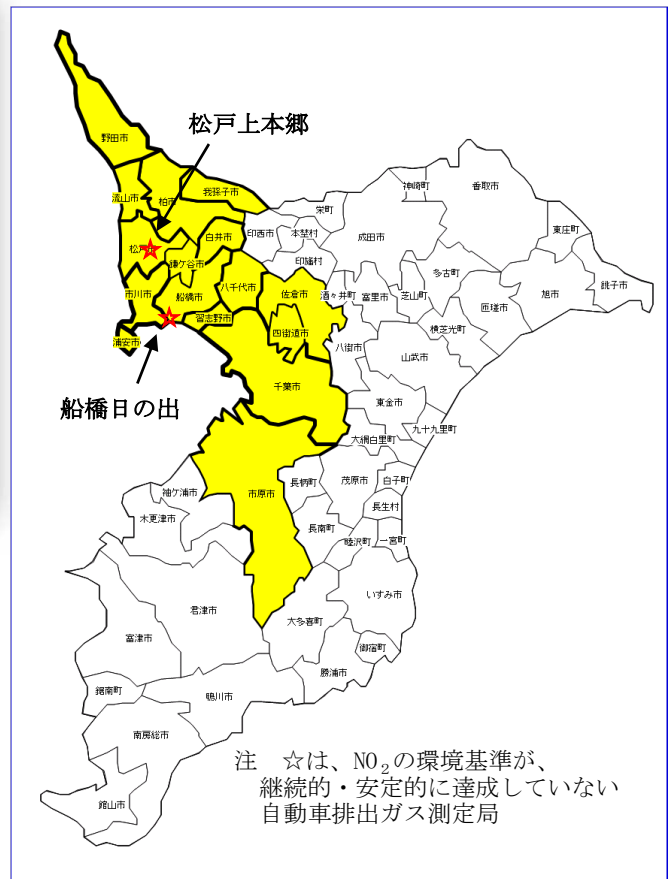 松戸上本郷
野田市
我孫子市
流山市
柏市
神崎町
香取市
栄町
松戸市
白井市
印西市
本埜村
成田市
東庄町
鎌ケ谷市
印旛村
多古町
銚子市
市川市
船橋市
八千代市
佐倉市
酒々井町
富里市
芝山町
匝瑳市
旭市
習志野市
四街道市
横芝光町
浦安市
八街市
山武市
船橋日の出
千葉市
東金市
九十九里町
大網白里町
袖ケ浦市
市原市
長柄町
茂原市
白子町
木更津市
長生村
長南町
睦沢町
一宮町
いすみ市
君津市
大多喜町
富津市
御宿町
勝浦市
鋸南町
鴨川市
南房総市
館山市
注 ☆は、NO₂の環境基準が、
継続的・安定的に達成していない
自動車排出ガス測定局